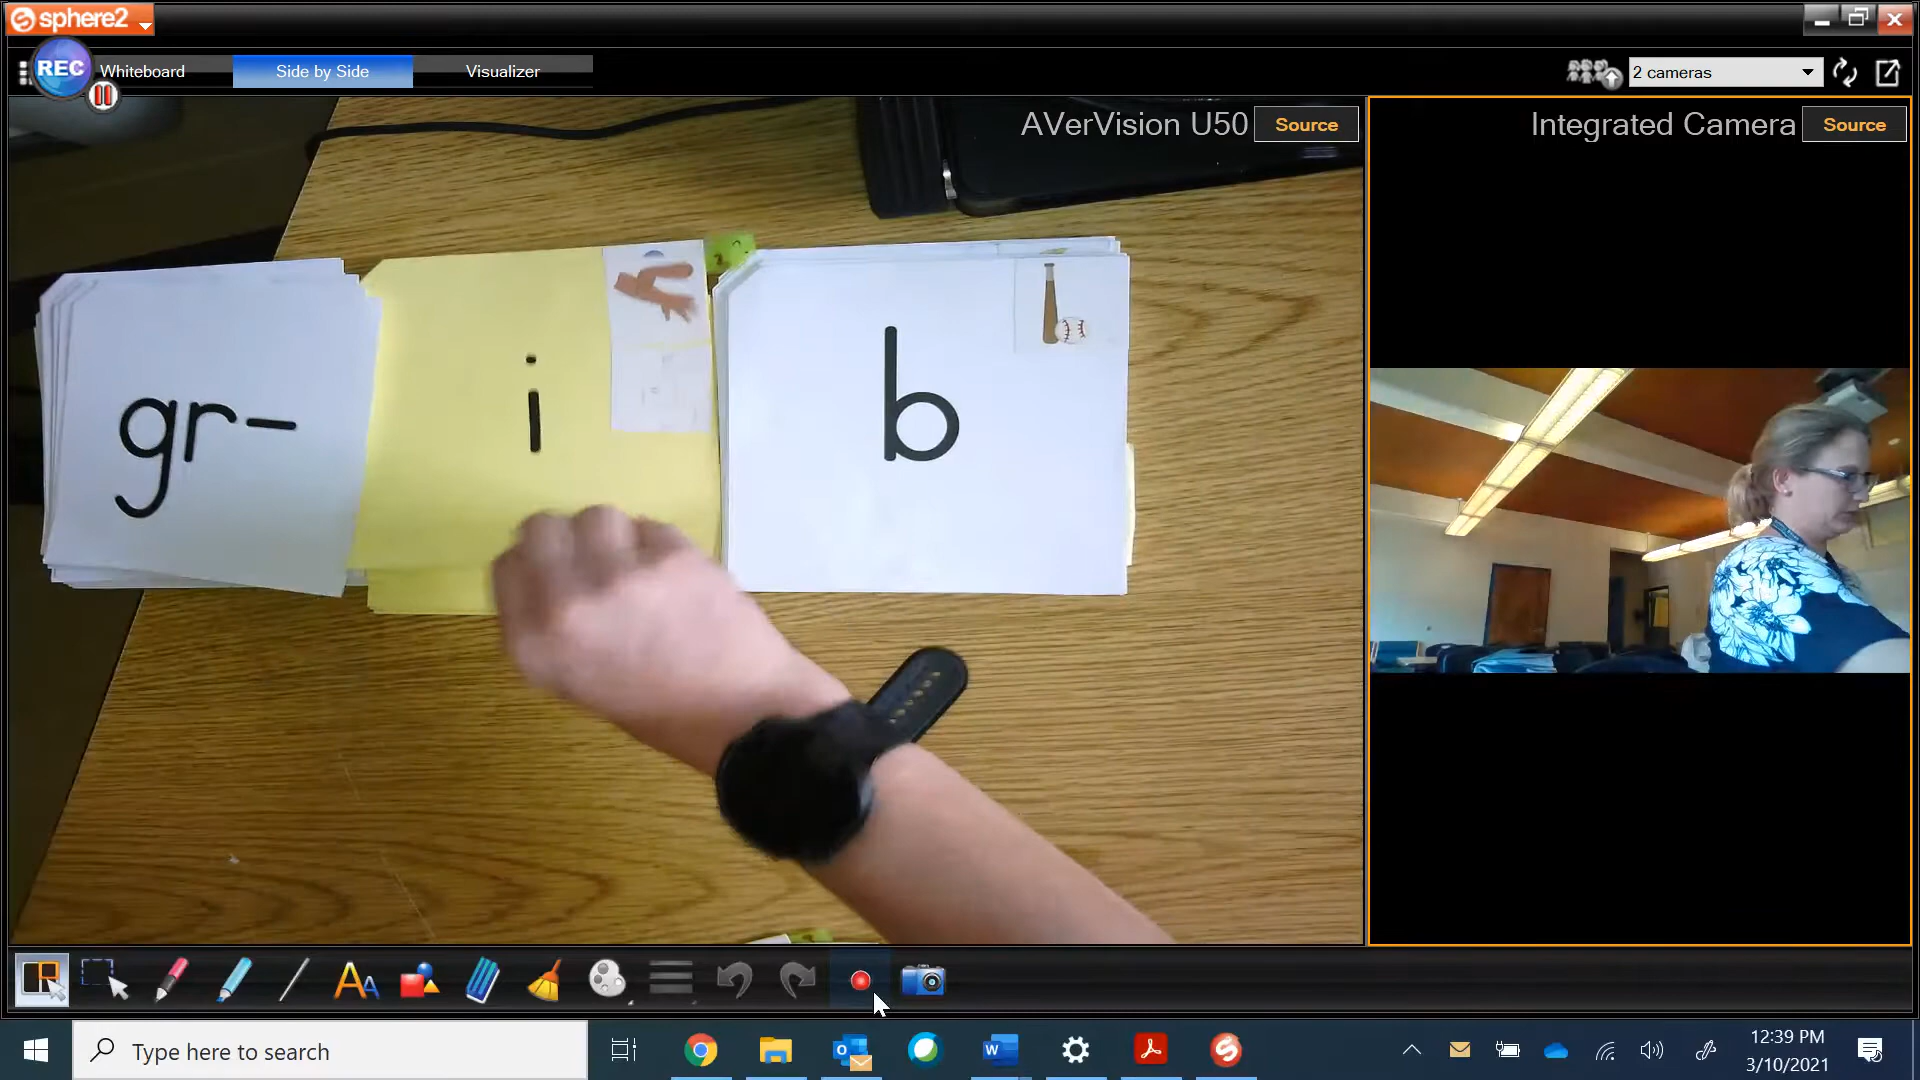 sphere2
REC
Whiteboard
Side by Side
Visualizer
2 cameras
AVerVision U50
Source
Integrated Camera
Source
gr-
i
b
AA
Type here to search
12:39 PM
3/10/2021